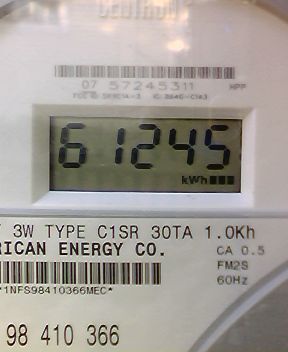 07 57245311 HPP
61245
kWh
3W TYPE C1SR 30TA 1.0Kh
RICAN ENERGY CO.
CA 0.5
FM2S
60Hz
*1NFS98410366MEC*
98 410 366